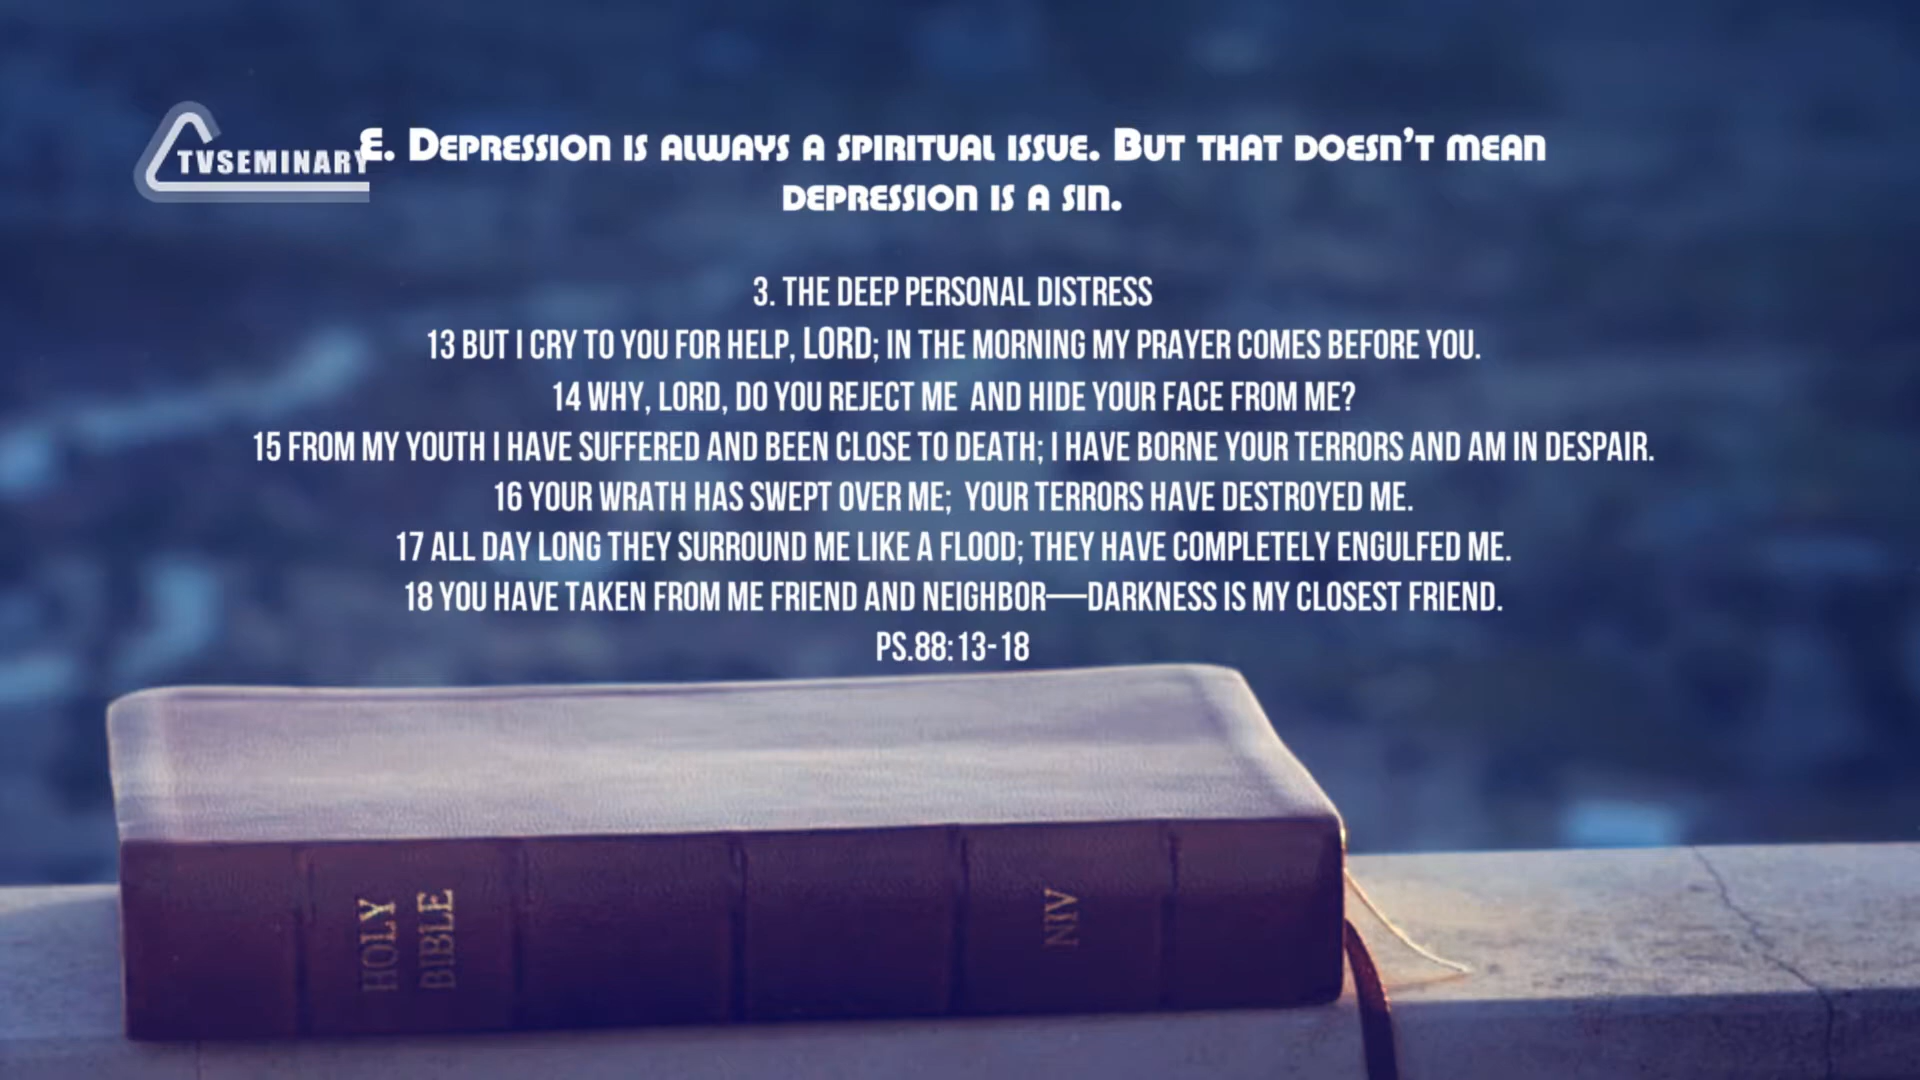 TVSEMINARY
E. Depression is always a spiritual issue. But that doesn't mean
depression is a sin.
3. THE DEEP PERSONAL DISTRESS
13 BUT I CRY TO YOU FOR HELP, LORD; IN THE MORNING MY PRAYER COMES BEFORE YOU.
14 WHY, LORD, DO YOU REJECT ME AND HIDE YOUR FACE FROM ME?
15 FROM MY YOUTH I HAVE SUFFERED AND BEEN CLOSE TO DEATH; I HAVE BORNE YOUR TERRORS AND AM IN DESPAIR.
16 YOUR WRATH HAS SWEPT OVER ME; YOUR TERRORS HAVE DESTROYED ME.
17 ALL DAY LONG THEY SURROUND ME LIKE A FLOOD; THEY HAVE COMPLETELY ENGULFED ME.
18 YOU HAVE TAKEN FROM ME FRIEND AND NEIGHBOR—DARKNESS IS MY CLOSEST FRIEND.
PS.88:13-18
HOLY
BIBLE
NIV